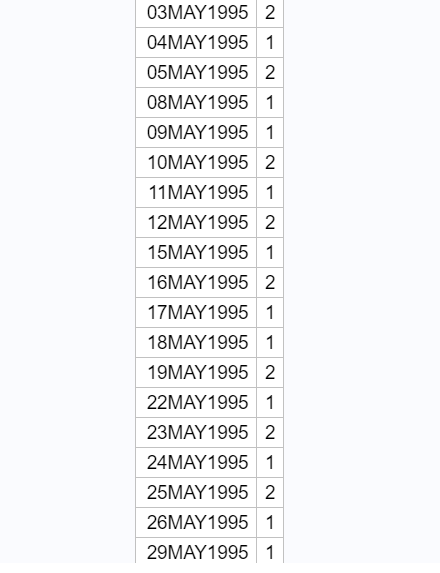 03MAY1995 2
04MAY1995 1
05MAY1995 2
08MAY1995 1
09MAY1995 1
10MAY1995 2
11MAY1995 1
12MAY1995 2
15MAY1995 1
16MAY1995 2
17MAY1995 1
18MAY1995 1
19MAY1995 2
22MAY1995 1
23MAY1995 2
24MAY1995 1
25MAY1995 2
26MAY1995 1
29MAY1995 1